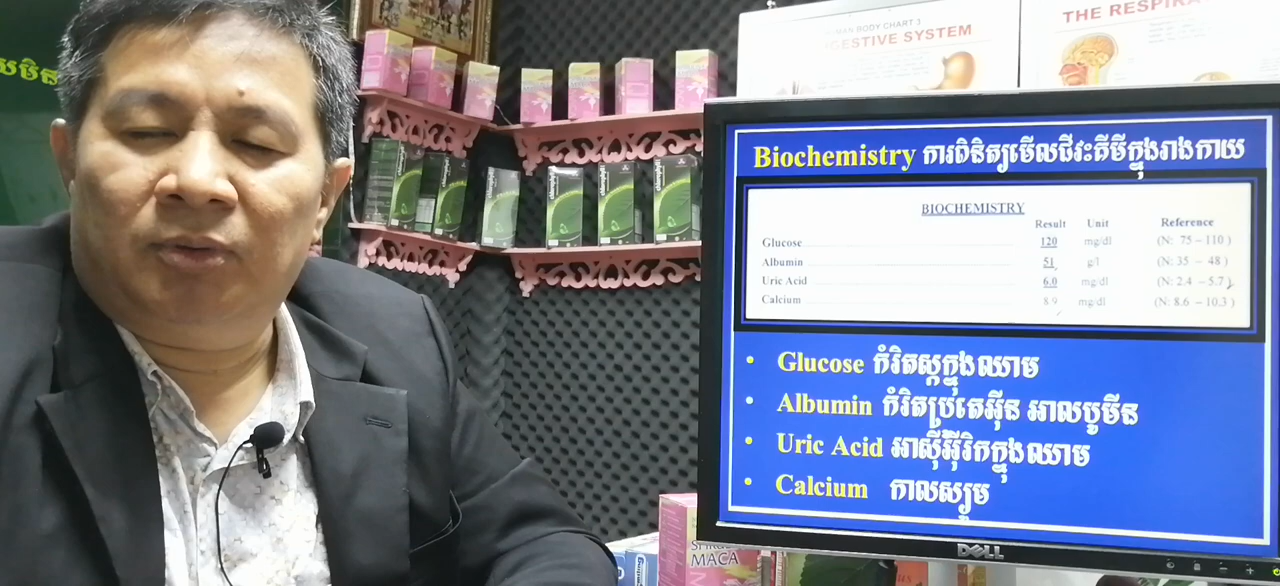 HUMAN BODY CHART 3
DIGESTIVE SYSTEM
THE RESPIRA
Biochemistry ការពិនិត្យមើលជីវះគីមីក្នុងរាងកាយ
BIOCHEMISTRY
Result Unit Reference
Glucose 120 mg/dl (N: 75 – 110 )
Albumin 51 g/l (N: 35 – 48 )
Uric Acid 6.0 mg/dl (N: 2.4 – 5.7 )
Calcium 8.9 mg/dl (N: 8.6 – 10.3 )
• Glucose កំរិតស្ករក្នុងឈាម
• Albumin កំរិតប្រូតេអ៊ីន អាលប៊ូមីន
• Uric Acid អាស៊ីអ៊ុរិកក្នុងឈាម
• Calcium កាលស្យូម
MACA
DELL